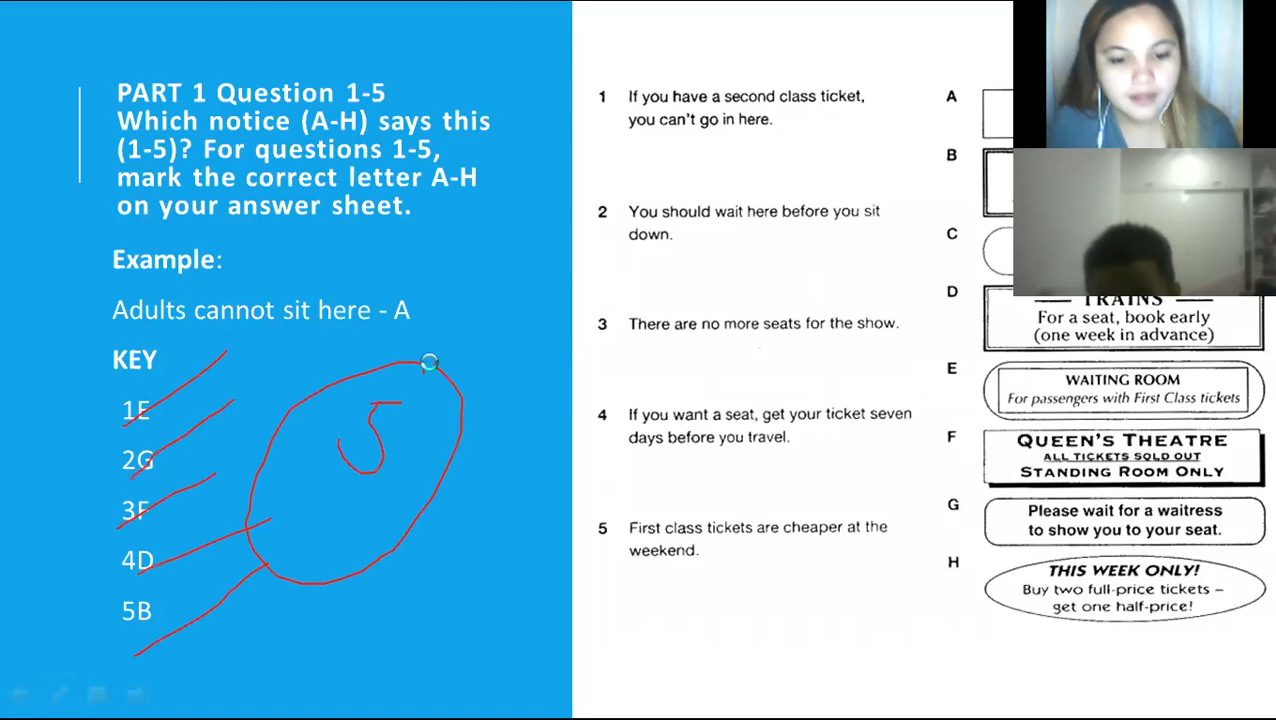 PART 1 Question 1-5
Which notice (A-H) says this
(1-5)? For questions 1-5,
mark the correct letter A-H
on your answer sheet.
Example:
Adults cannot sit here - A
KEY
1E
2G
3F
4D
5B
5
1 If you have a second class ticket,
you can't go in here.
2 You should wait here before you sit
down.
3 There are no more seats for the show.
4 If you want a seat, get your ticket seven
days before you travel.
5 First class tickets are cheaper at the
weekend.
A
B
C
D
TRAINS
For a seat, book early
(one week in advance)
E
WAITING ROOM
For passengers with First Class tickets
F
QUEEN'S THEATRE
ALL TICKETS SOLD OUT
STANDING ROOM ONLY
G
Please wait for a waitress
to show you to your seat.
H
THIS WEEK ONLY!
Buy two full-price tickets –
get one half-price!